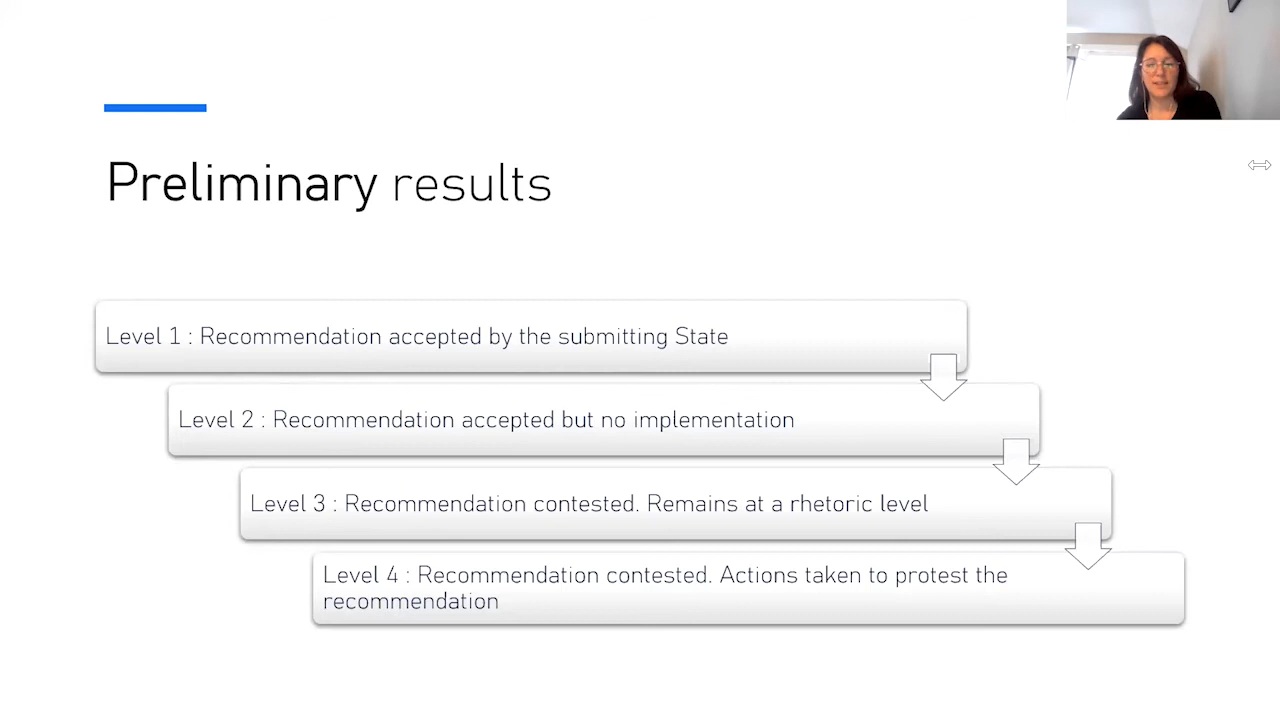 Preliminary results
Level 1 : Recommendation accepted by the submitting State
Level 2 : Recommendation accepted but no implementation
Level 3 : Recommendation contested. Remains at a rhetoric level
Level 4 : Recommendation contested. Actions taken to protest the
recommendation